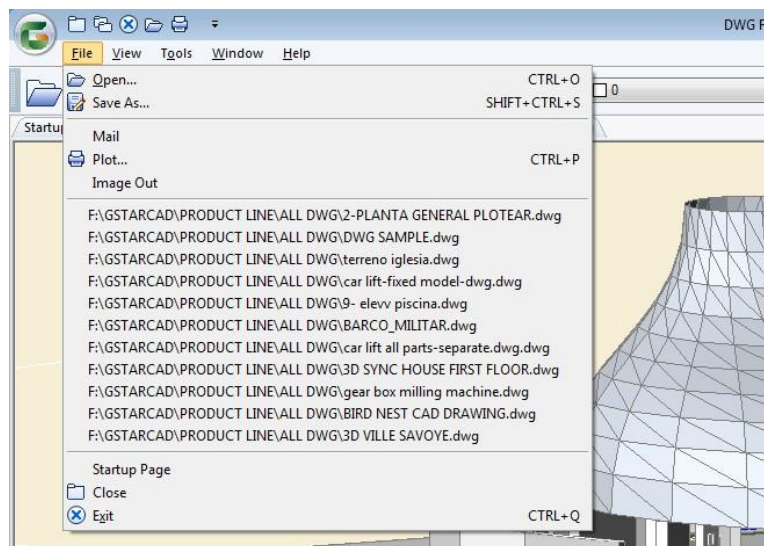 DWG
File View Tools Window Help
Open... CTRL+O
Save As... SHIFT+CTRL+S
0
Mail
Plot... CTRL+P
Image Out
F:\GSTARCAD\PRODUCT LINE\ALL DWG\2-PLANTA GENERAL PLOTEAR.dwg
F:\GSTARCAD\PRODUCT LINE\ALL DWG\DWG SAMPLE.dwg
F:\GSTARCAD\PRODUCT LINE\ALL DWG\terreno iglesia.dwg
F:\GSTARCAD\PRODUCT LINE\ALL DWG\car lift-fixed model-dwg.dwg
F:\GSTARCAD\PRODUCT LINE\ALL DWG\9- elevv piscina.dwg
F:\GSTARCAD\PRODUCT LINE\ALL DWG\BARCO_MILITAR.dwg
F:\GSTARCAD\PRODUCT LINE\ALL DWG\car lift all parts-separate.dwg.dwg
F:\GSTARCAD\PRODUCT LINE\ALL DWG\3D SYNC HOUSE FIRST FLOOR.dwg
F:\GSTARCAD\PRODUCT LINE\ALL DWG\gear box milling machine.dwg
F:\GSTARCAD\PRODUCT LINE\ALL DWG\BIRD NEST CAD DRAWING.dwg
F:\GSTARCAD\PRODUCT LINE\ALL DWG\3D VILLE SAVOYE.dwg
Startup Page
Close
Exit CTRL+Q